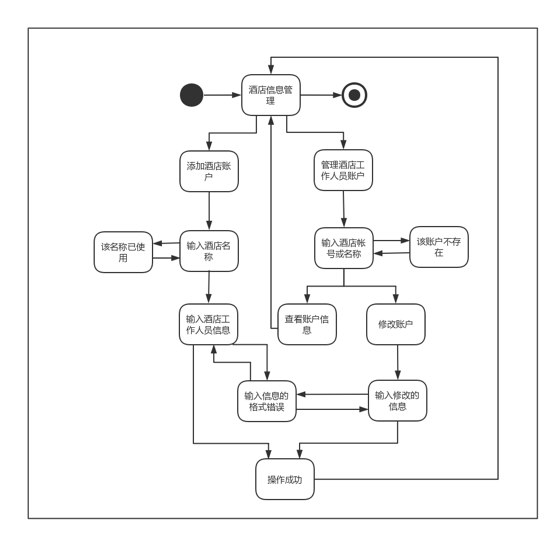 酒店信息管
理
添加酒店账
户
管理酒店工
作人员账户
该名称已使
用
输入酒店名
称
输入酒店帐
号或名称
该账户不存
在
输入酒店工
作人员信息
查看账户信
息
修改账户
输入信息的
格式错误
输入修改的
信息
操作成功